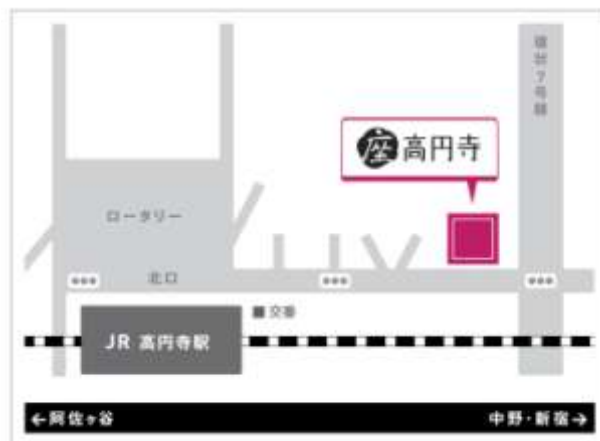 環状7号線
座高円寺
ロータリー
北口
交番
JR 高円寺駅
←阿佐ヶ谷
中野・新宿→